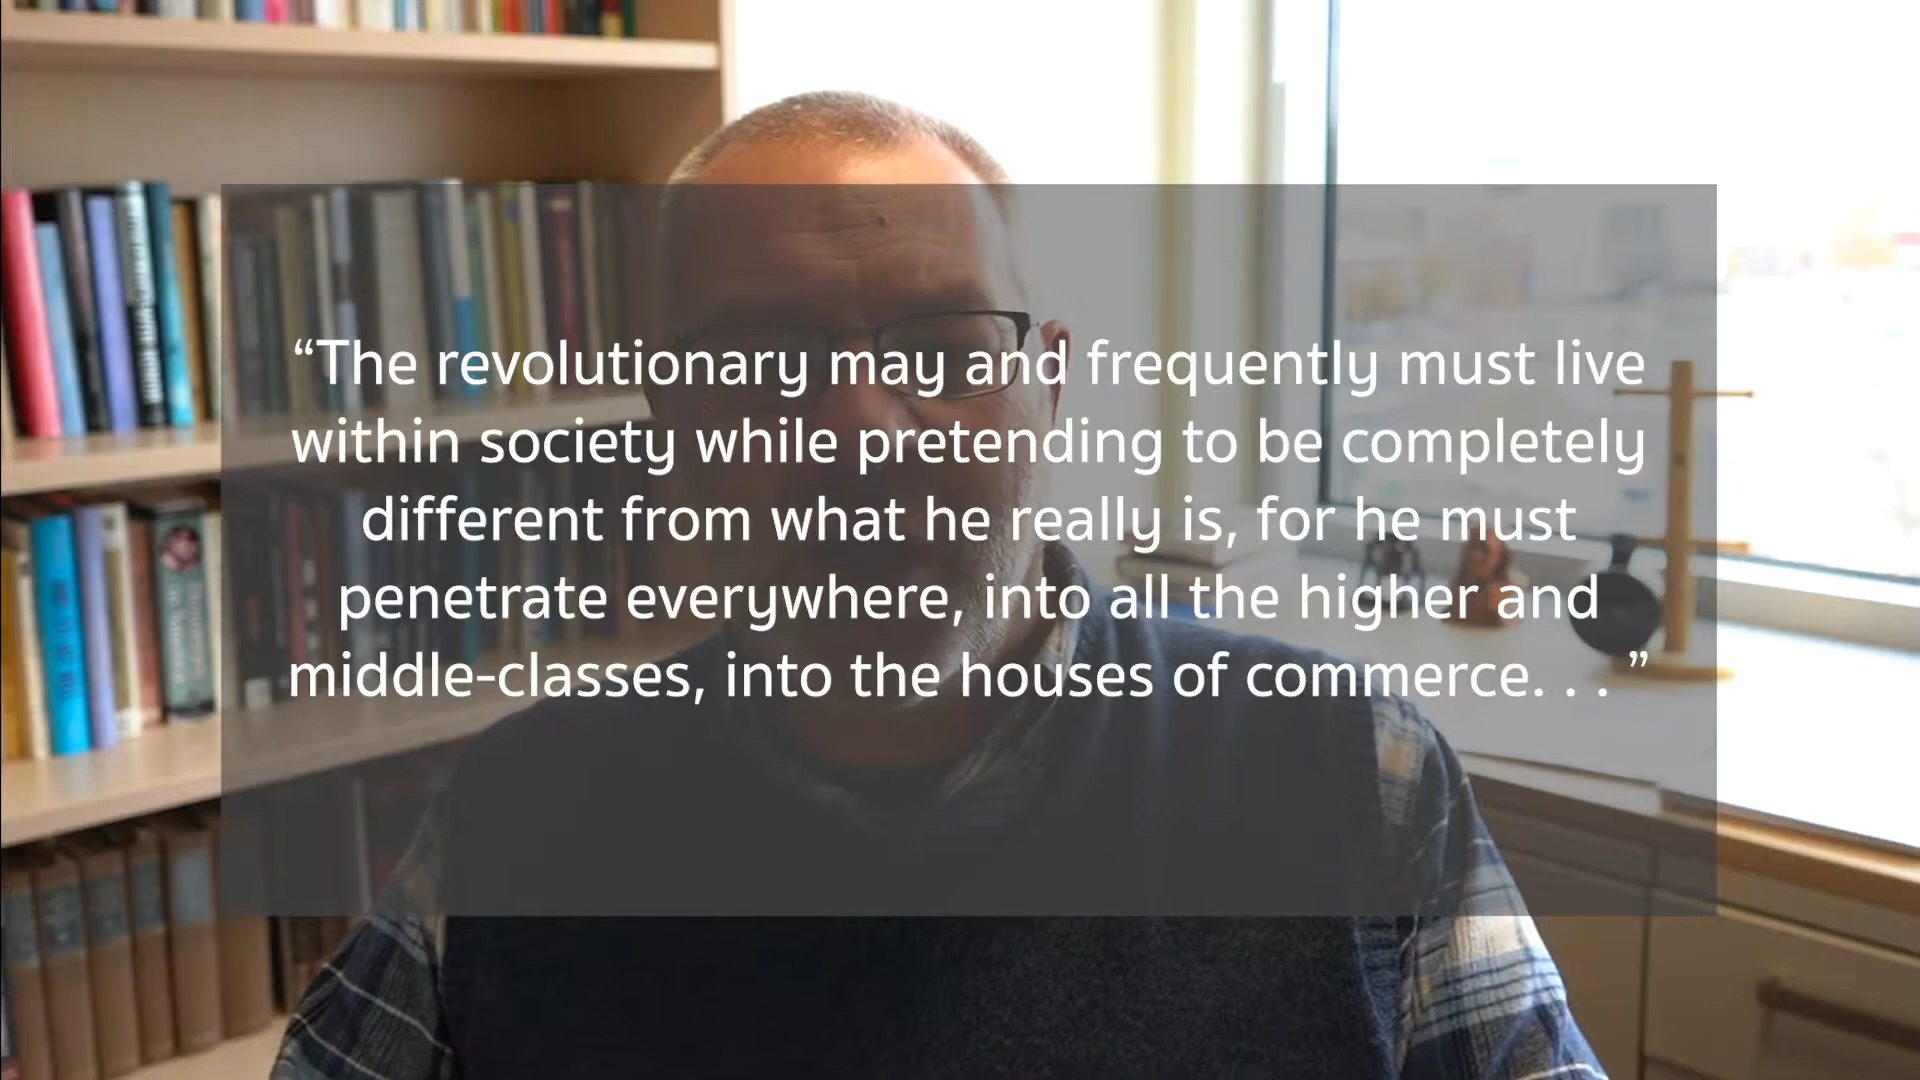 “The revolutionary may and frequently must live
within society while pretending to be completely
different from what he really is, for he must
penetrate everywhere, into all the higher and
middle-classes, into the houses of commerce. . . ”